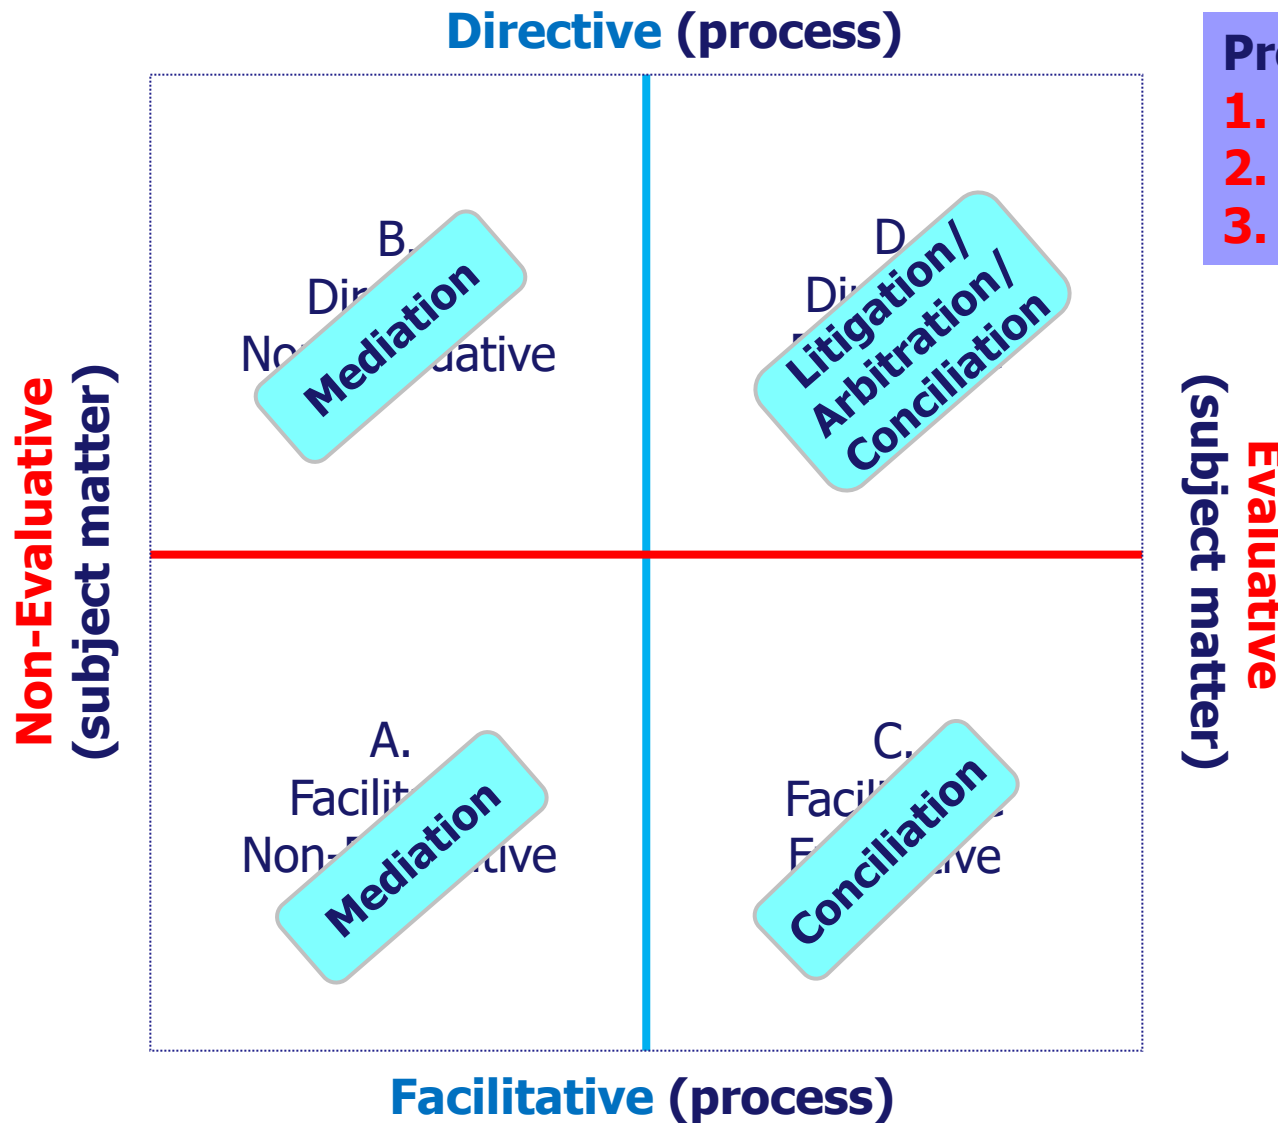 Directive (process)
Pr
1.
2.
3.
B.
Mediation
D
Litigation/
Arbitration/
Conciliation
Non-Evaluative
(subject matter)
Evaluative
(subject matter)
A.
Mediation
C.
Conciliation
Facilitative (process)